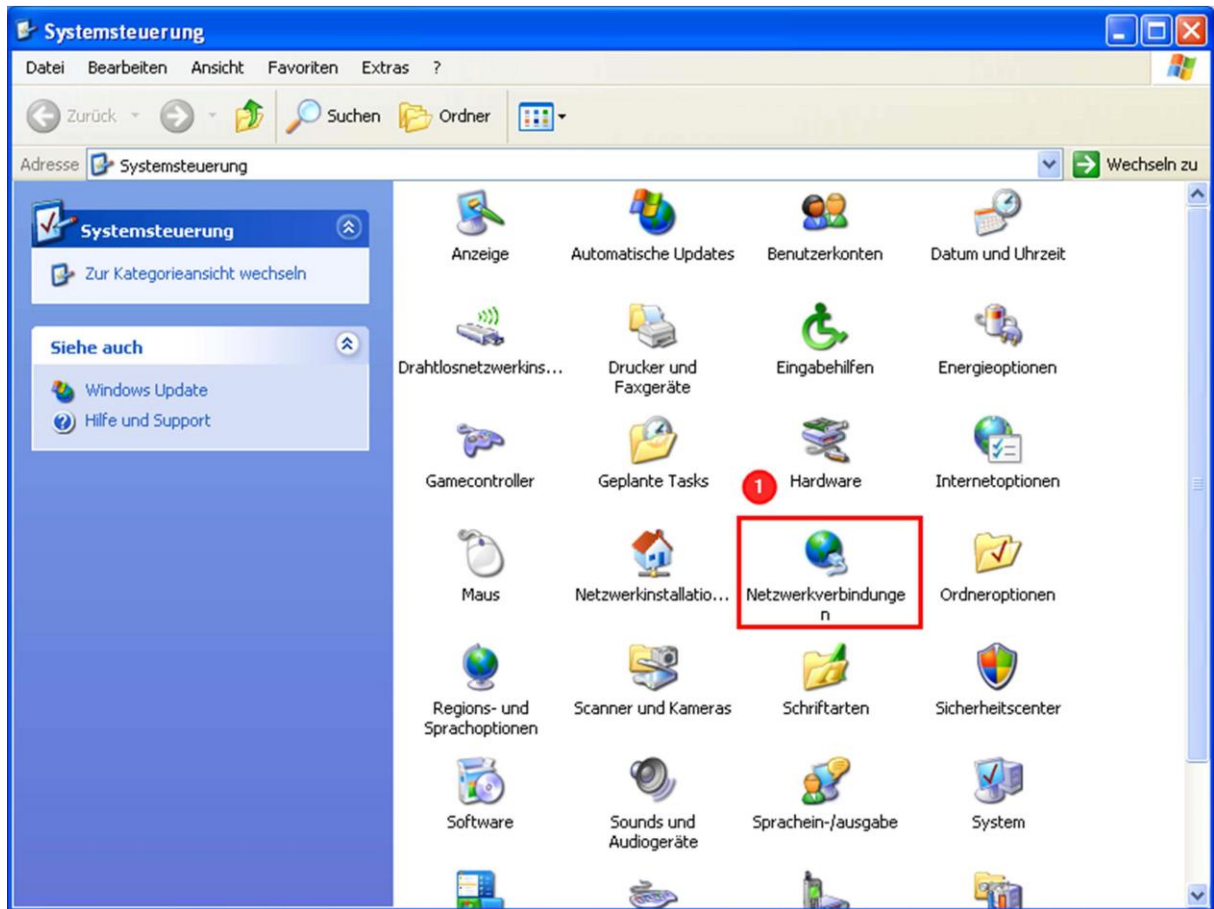 Systemsteuerung
Datei Bearbeiten Ansicht Favoriten Extras ?
Zurück Suchen Ordner
Adresse Systemsteuerung Wechseln zu
Systemsteuerung
Zur Kategorieansicht wechseln
Siehe auch
Windows Update
Hilfe und Support
Anzeige Automatische Updates Benutzerkonten Datum und Uhrzeit
Drahtlosnetzwerkins... Drucker und Eingabehilfen Energieoptionen
Faxgeräte
Gamecontroller Geplante Tasks 1 Hardware Internetoptionen
Maus Netzwerkinstallatio... Netzwerkverbindunge Ordneroptionen
n
Regions- und Scanner und Kameras Schriftarten Sicherheitscenter
Sprachoptionen
Software Sounds und Sprachein-/ausgabe System
Audiogeräte